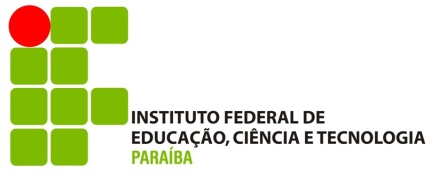 INSTITUTO FEDERAL DE
EDUCAÇÃO, CIÊNCIA E TECNOLOGIA
PARAÍBA